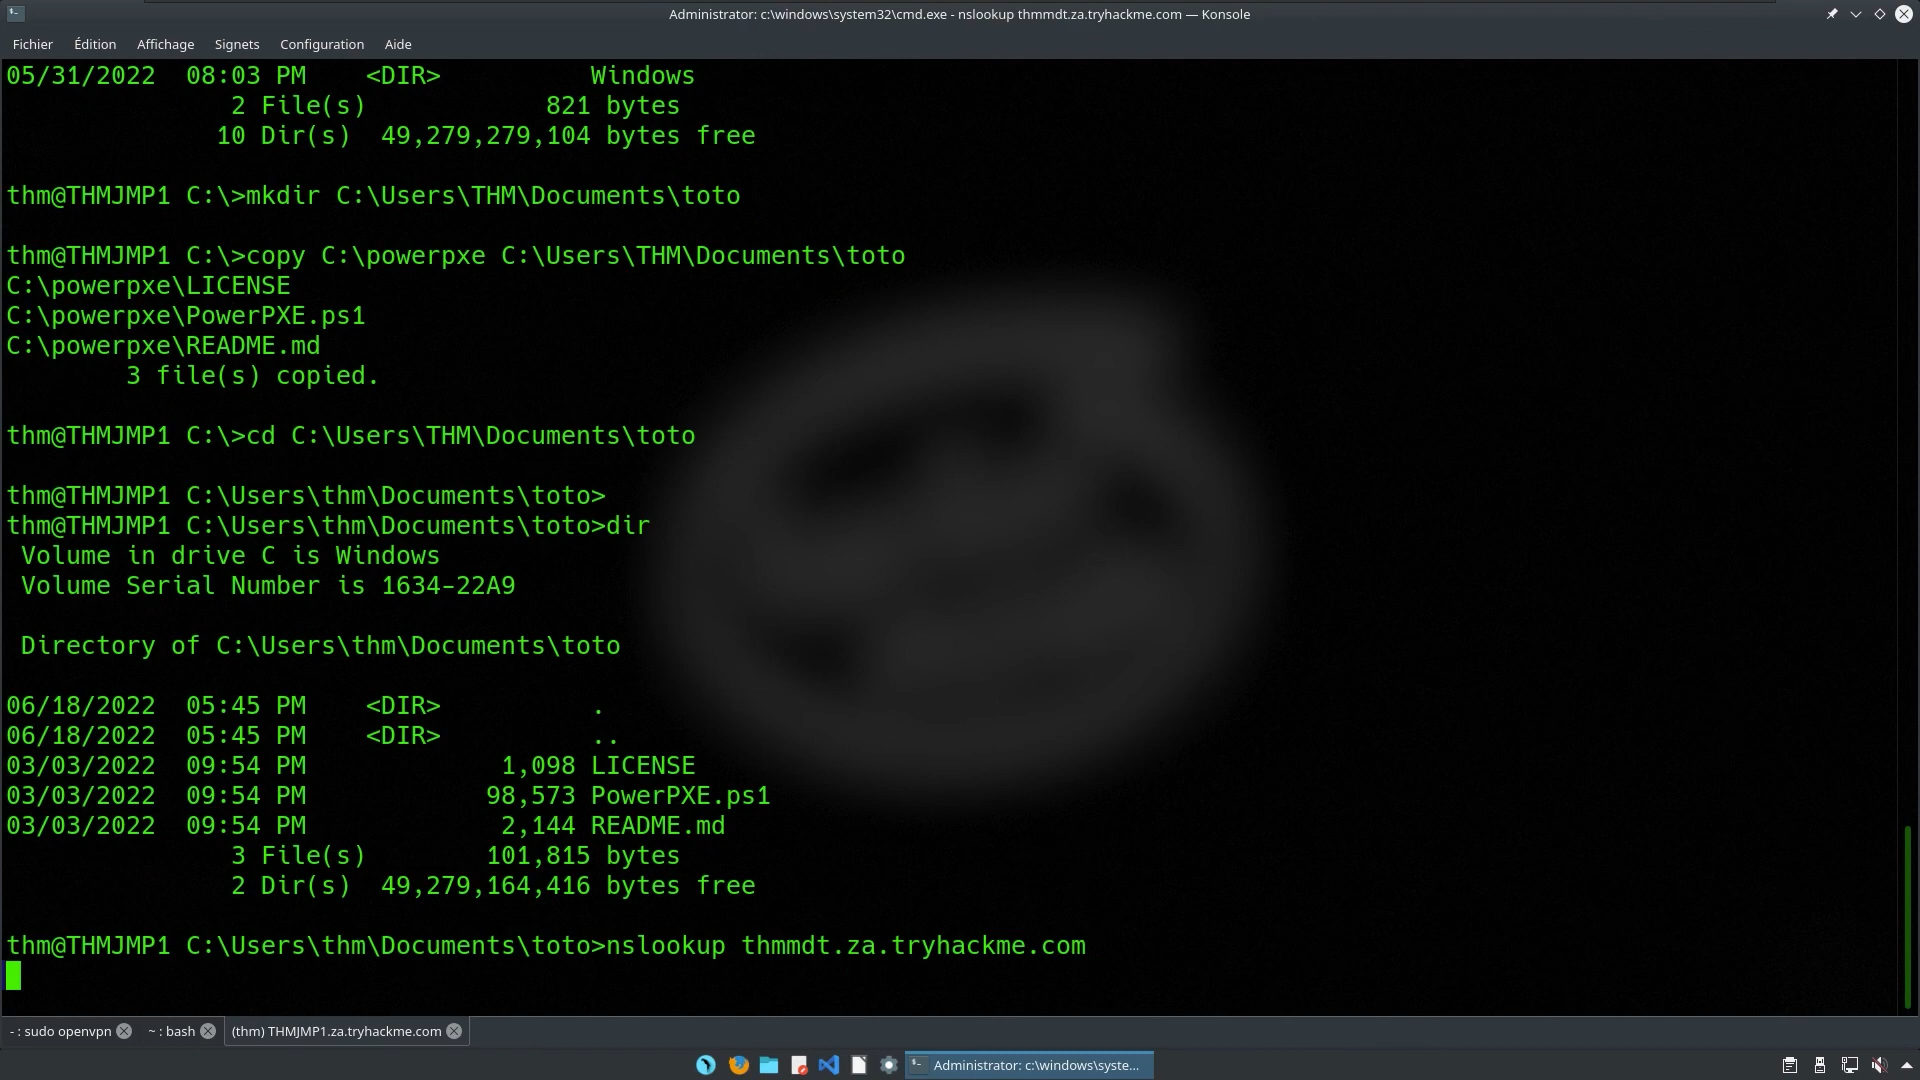 Administrator: c:\windows\system32\cmd.exe - nslookup thmmdt.za.tryhackme.com — Konsole
Fichier Édition Affichage Signets Configuration Aide
05/31/2022  08:03 PM    <DIR>          Windows
               2 File(s)            821 bytes
              10 Dir(s)  49,279,279,104 bytes free
thm@THMJMP1 C:\>mkdir C:\Users\THM\Documents\toto
thm@THMJMP1 C:\>copy C:\powerpxe C:\Users\THM\Documents\toto
C:\powerpxe\LICENSE
C:\powerpxe\PowerPXE.ps1
C:\powerpxe\README.md
        3 file(s) copied.
thm@THMJMP1 C:\>cd C:\Users\THM\Documents\toto
thm@THMJMP1 C:\Users\thm\Documents\toto>
thm@THMJMP1 C:\Users\thm\Documents\toto>dir
 Volume in drive C is Windows
 Volume Serial Number is 1634-22A9
 Directory of C:\Users\thm\Documents\toto
06/18/2022  05:45 PM    <DIR>          .
06/18/2022  05:45 PM    <DIR>          ..
03/03/2022  09:54 PM             1,098 LICENSE
03/03/2022  09:54 PM            98,573 PowerPXE.ps1
03/03/2022  09:54 PM             2,144 README.md
               3 File(s)        101,815 bytes
               2 Dir(s)  49,279,164,416 bytes free
thm@THMJMP1 C:\Users\thm\Documents\toto>nslookup thmmdt.za.tryhackme.com
- : sudo openvpn ~ : bash (thm) THMJMP1.za.tryhackme.com
Administrator: c:\windows\syste...